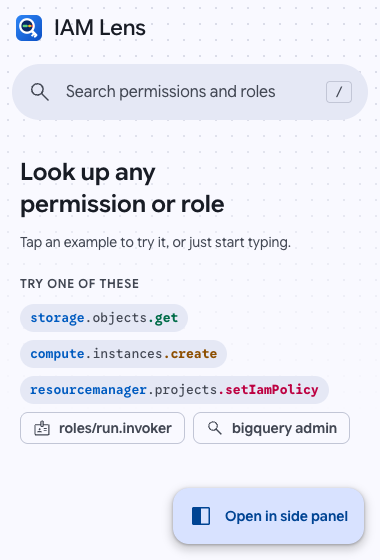 IAM Lens
Search permissions and roles /
Look up any
permission or role
Tap an example to try it, or just start typing.
TRY ONE OF THESE
storage.objects.get
compute.instances.create
resourcemanager.projects.setIamPolicy
roles/run.invoker bigquery admin
Open in side panel